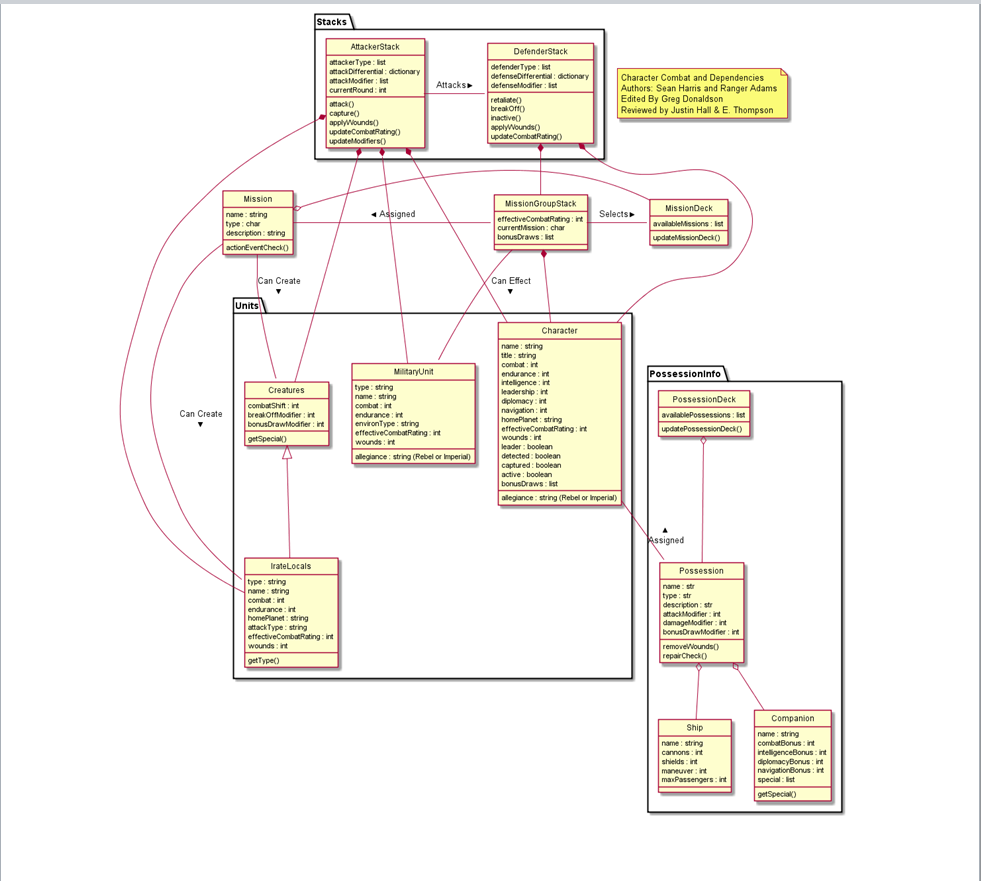 Stacks
AttackerStack
attackerType : list
attackDifferential : dictionary
attackModifier : list
currentRound : int
attack()
capture()
applyWounds()
updateCombatRating()
updateModifiers()
Attacks►
DefenderStack
defenderType : list
defenseDifferential : dictionary
defenseModifier : list
retaliate()
breakOff()
inactive()
applyWounds()
updateCombatRating()
Character Combat and Dependencies
Authors: Sean Harris and Ranger Adams
Edited By Greg Donaldson
Reviewed by Justin Hall & E. Thompson
Mission
name : string
type : char
description : string
actionEventCheck()
◄ Assigned
MissionGroupStack
effectiveCombatRating : int
currentMission : char
bonusDraws : list
Selects►
MissionDeck
availableMissions : list
updateMissionDeck()
Can Create
▼
Can Effect
▼
Units
Creatures
combatShift : int
breakOffModifier : int
bonusDrawModifier : int
getSpecial()
MilitaryUnit
type : string
name : string
combat : int
endurance : int
environType : string
effectiveCombatRating : int
wounds : int
allegiance : string (Rebel or Imperial)
Character
name : string
title : string
combat : int
endurance : int
intelligence : int
leadership : int
diplomacy : int
navigation : int
homePlanet : string
effectiveCombatRating : int
wounds : int
leader : boolean
detected : boolean
captured : boolean
active : boolean
bonusDraws : list
allegiance : string (Rebel or Imperial)
Can Create
▼
IrateLocals
type : string
name : string
combat : int
endurance : int
homePlanet : string
attackType : string
effectiveCombatRating : int
wounds : int
getType()
PossessionInfo
PossessionDeck
availablePossessions : list
updatePossessionDeck()
▲
Assigned
Possession
name : str
type : str
description : str
attackModifier : int
damageModifier : int
bonusDrawModifier : int
removeWounds()
repairCheck()
Ship
name : string
cannons : int
shields : int
maneuver : int
maxPassengers : int
Companion
name : string
combatBonus : int
intelligenceBonus : int
diplomacyBonus : int
navigationBonus : int
special : list
getSpecial()